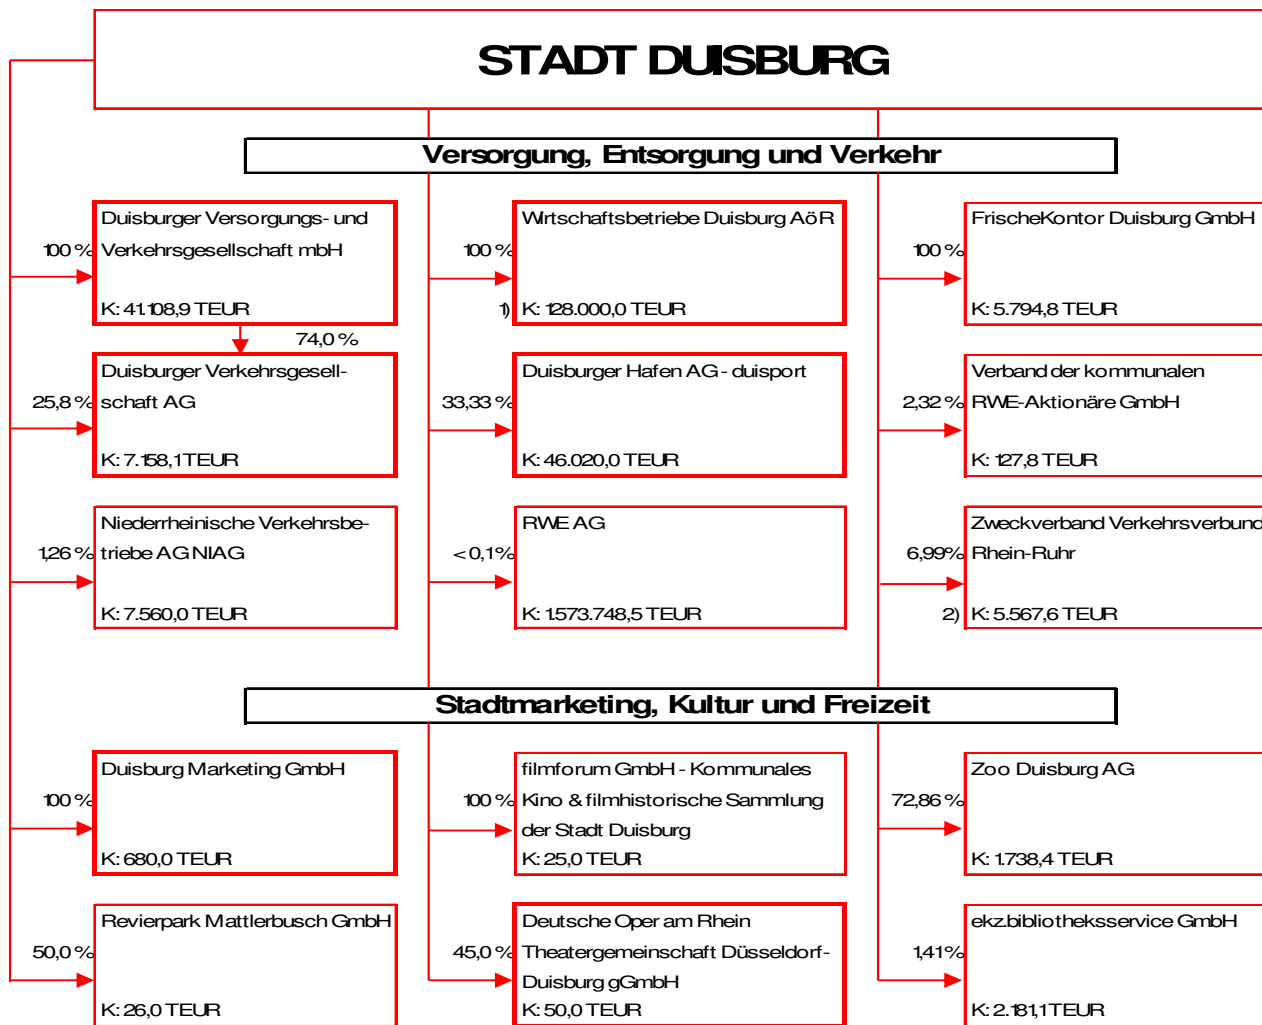 STADT DUISBURG
Versorgung, Entsorgung und Verkehr
Duisburger Versorgungs- und
100 % Verkehrsgesellschaft mbH
K: 41.108,9 TEUR
Wirtschaftsbetriebe Duisburg AöR
100 %
1) K: 128.000,0 TEUR
FrischeKontor Duisburg GmbH
100 %
K: 5.794,8 TEUR
74,0 %
Duisburger Verkehrsgesell-
25,8 % schaft AG
K: 7.158,1 TEUR
Duisburger Hafen AG - duisport
33,33 %
K: 46.020,0 TEUR
Verband der kommunalen
2,32 % RWE-Aktionäre GmbH
K: 127,8 TEUR
Niederrheinische Verkehrsbe-
1,26 % triebe AG NIAG
K: 7.560,0 TEUR
RWE AG
< 0,1%
K: 1.573.748,5 TEUR
Zweckverband Verkehrsverbund
6,99% Rhein-Ruhr
2) K: 5.567,6 TEUR
Stadtmarketing, Kultur und Freizeit
Duisburg Marketing GmbH
100 %
K: 680,0 TEUR
filmforum GmbH - Kommunales
100 % Kino & filmhistorische Sammlung
der Stadt Duisburg
K: 25,0 TEUR
Zoo Duisburg AG
72,86 %
K: 1.738,4 TEUR
Revierpark Mattlerbusch GmbH
50,0 %
K: 26,0 TEUR
Deutsche Oper am Rhein
45,0 % Theatergemeinschaft Düsseldorf-
Duisburg gGmbH
K: 50,0 TEUR
ekz.bibliotheksservice GmbH
1,41%
K: 2.181,1 TEUR